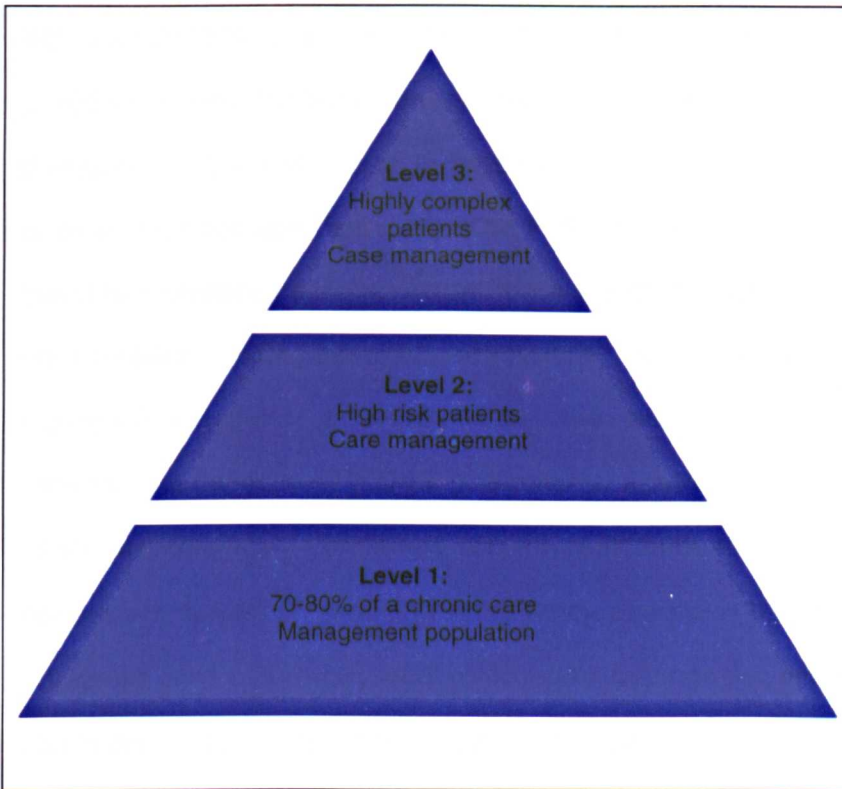 Level 3:
Highly complex
patients
Case management
Level 2:
High risk patients
Care management
Level 1:
70-80% of a chronic care
Management population